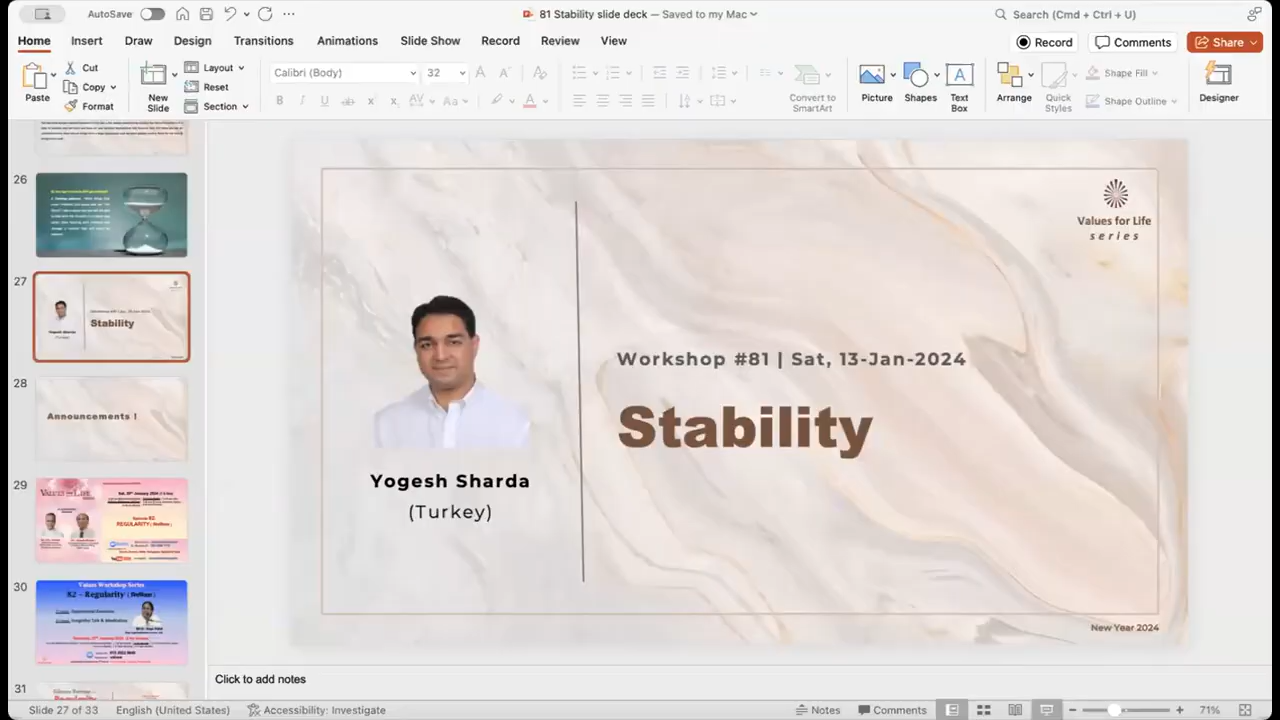 AutoSave
81 Stability slide deck — Saved to my Mac
Search (Cmd + Ctrl + U)
Home Insert Draw Design Transitions Animations Slide Show Record Review View
Record Comments Share
Paste
Cut
Copy
Format
New Slide
Layout
Reset
Section
Calibri (Body) 32
Convert to SmartArt
Picture
Shapes
Text Box
Arrange
Quick Styles
Shape Fill
Shape Outline
Designer
26
27
Stability
28
Announcements !
29
VALUES FOR LIFE
30
Values Workshop Series
82 - Regularity
31
Values for Life
series
Workshop #81 | Sat, 13-Jan-2024
Stability
Yogesh Sharda
(Turkey)
New Year 2024
Click to add notes
Slide 27 of 33 English (United States) Accessibility: Investigate Notes Comments 71%